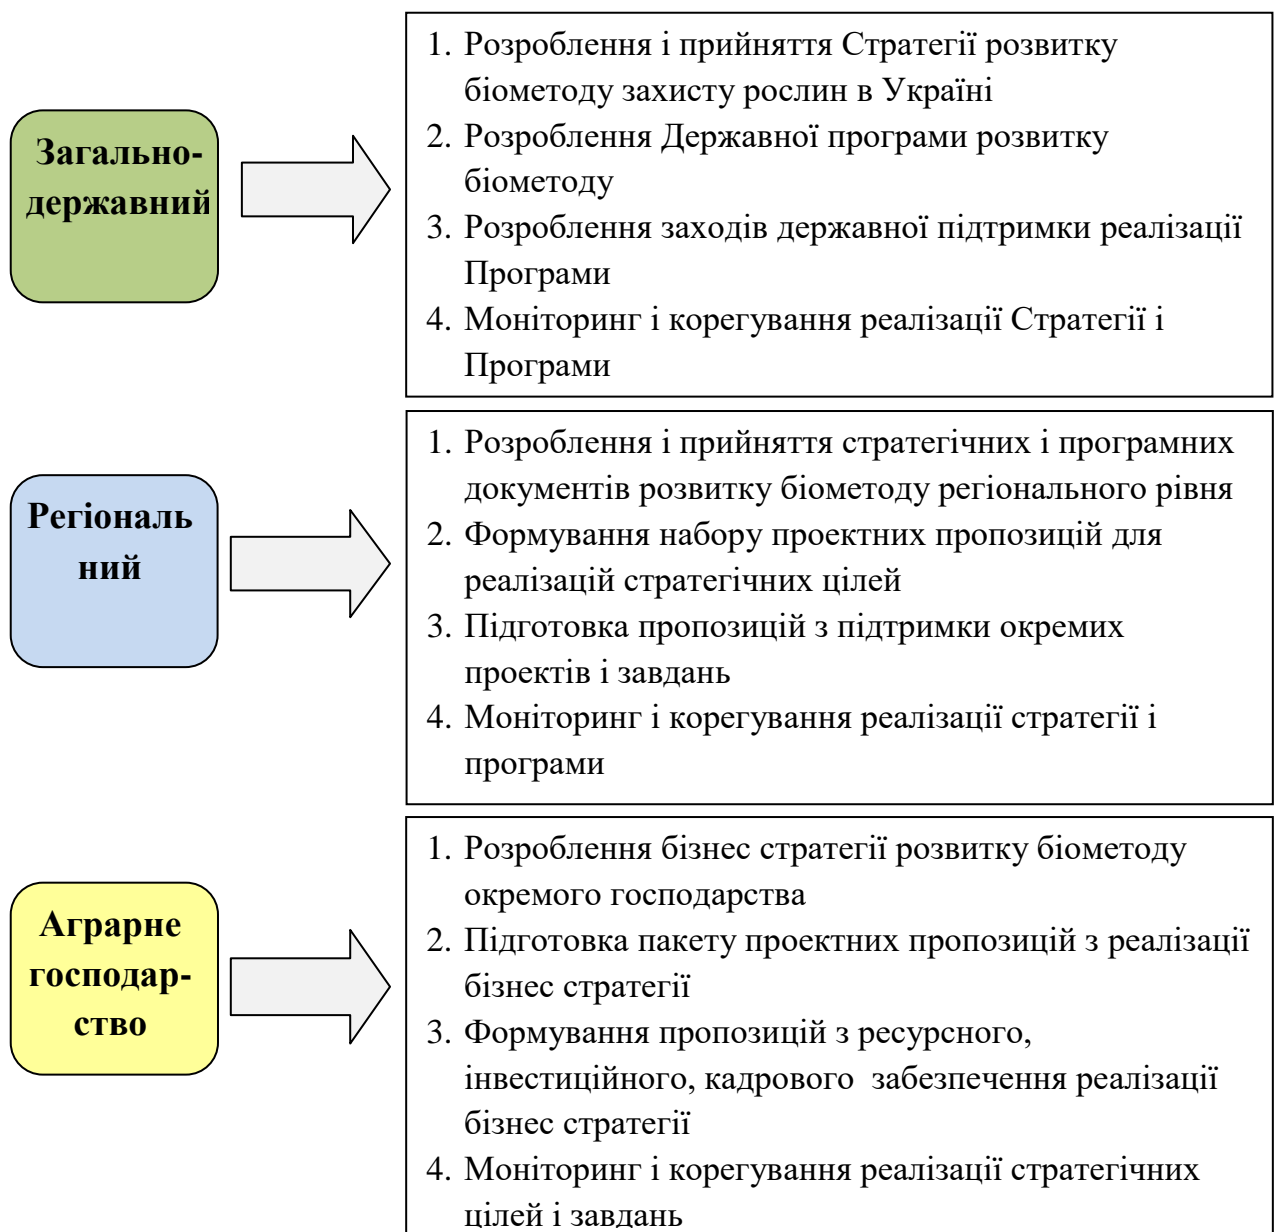 Загально-
державний
1. Розроблення і прийняття Стратегії розвитку
біометоду захисту рослин в Україні
2. Розроблення Державної програми розвитку
біометоду
3. Розроблення заходів державної підтримки реалізації
Програми
4. Моніторинг і корегування реалізації Стратегії і
Програми
Регіональ
ний
1. Розроблення і прийняття стратегічних і програмних
документів розвитку біометоду регіонального рівня
2. Формування набору проектних пропозицій для
реалізацій стратегічних цілей
3. Підготовка пропозицій з підтримки окремих
проектів і завдань
4. Моніторинг і корегування реалізації стратегії і
програми
Аграрне
господар-
ство
1. Розроблення бізнес стратегії розвитку біометоду
окремого господарства
2. Підготовка пакету проектних пропозицій з реалізації
бізнес стратегії
3. Формування пропозицій з ресурсного,
інвестиційного, кадрового забезпечення реалізації
бізнес стратегії
4. Моніторинг і корегування реалізації стратегічних
цілей і завдань